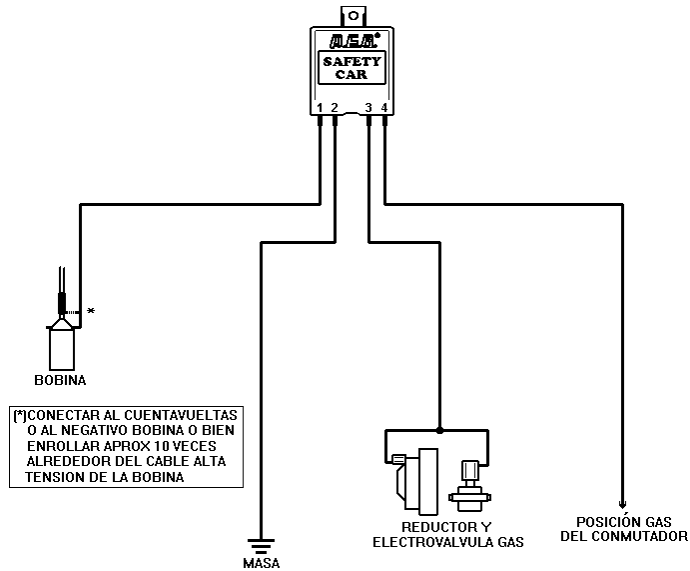 A.E.B.®
SAFETY
CAR
1 2 3 4
*
BOBINA
(*)CONECTAR AL CUENTAVUELTAS
O AL NEGATIVO BOBINA O BIEN
ENROLLAR APROX 10 VECES
ALREDEDOR DEL CABLE ALTA
TENSION DE LA BOBINA
MASA
REDUCTOR Y
ELECTROVALVULA GAS
POSICIÓN GAS
DEL CONMUTADOR